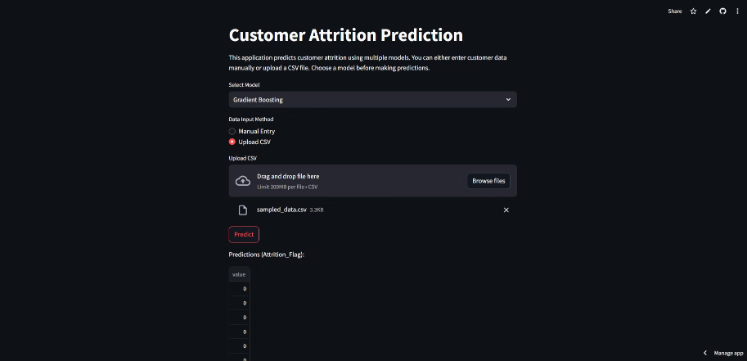 Share
Customer Attrition Prediction
This application predicts customer attrition using multiple models. You can either enter customer data
manually or upload a CSV file. Choose a model before making predictions.
Select Model
Gradient Boosting
Data Input Method
Manual Entry
Upload CSV
Upload CSV
Drag and drop file here
Limit 200MB per file • CSV
Browse files
sampled_data.csv 3.3KB
Predict
Predictions (Attrition_Flag):
value
0
0
0
0
0
0
Manage app